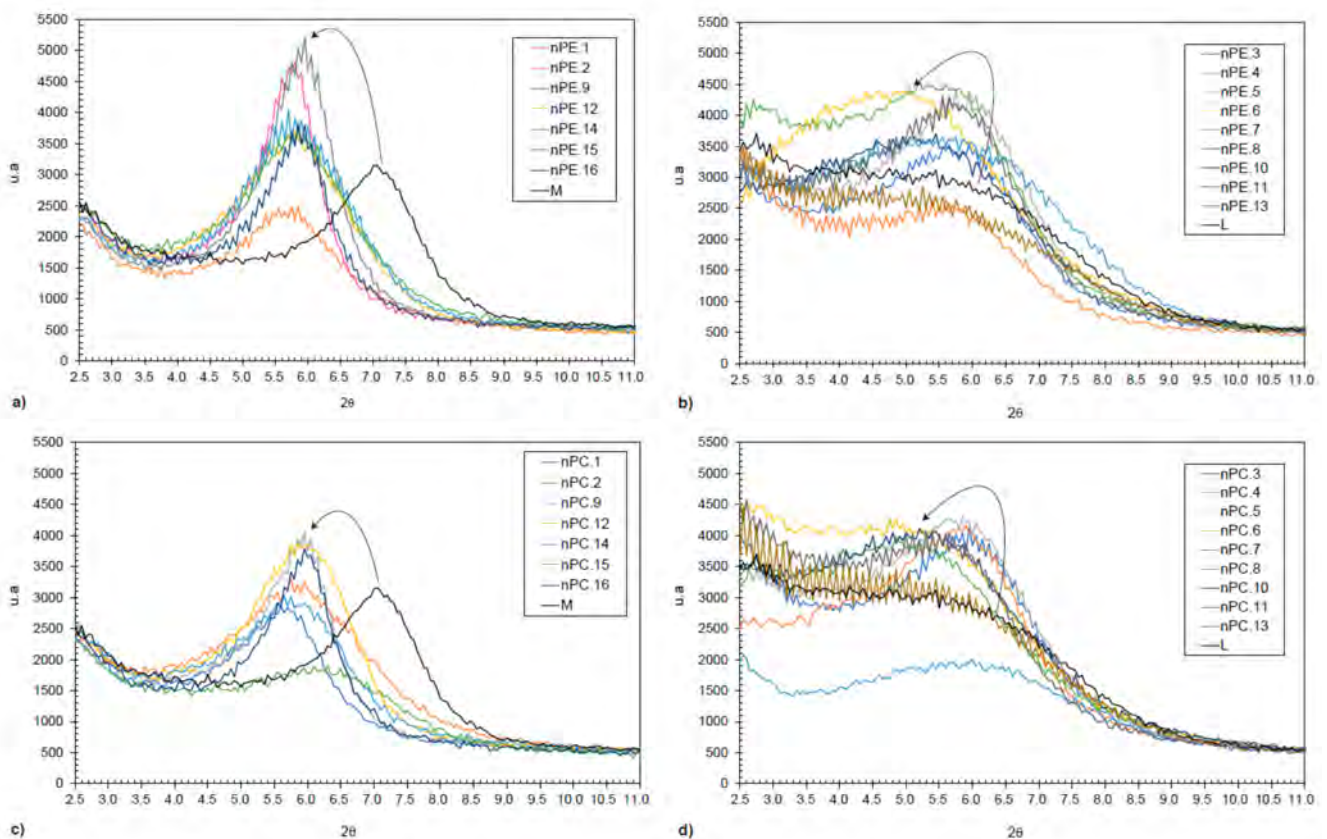 5500
5000
4500
4000
3500
3000
2500
2000
1500
1000
500
0
u.a
nPE.1
nPE.2
nPE.9
nPE.12
nPE.14
nPE.15
nPE.16
M
2.5 3.0 3.5 4.0 4.5 5.0 5.5 6.0 6.5 7.0 7.5 8.0 8.5 9.0 9.5 10.0 10.5 11.0
a)
2θ
5500
5000
4500
4000
3500
3000
2500
2000
1500
1000
500
0
u.a
nPE.3
nPE.4
nPE.5
nPE.6
nPE.7
nPE.8
nPE.10
nPE.11
nPE.13
L
2.5 3.0 3.5 4.0 4.5 5.0 5.5 6.0 6.5 7.0 7.5 8.0 8.5 9.0 9.5 10.0 10.5 11.0
b)
2θ
5500
5000
4500
4000
3500
3000
2500
2000
1500
1000
500
0
u.a
nPC.1
nPC.2
nPC.9
nPC.12
nPC.14
nPC.15
nPC.16
M
2.5 3.0 3.5 4.0 4.5 5.0 5.5 6.0 6.5 7.0 7.5 8.0 8.5 9.0 9.5 10.0 10.5 11.0
c)
2θ
5500
5000
4500
4000
3500
3000
2500
2000
1500
1000
500
0
u.a
nPC.3
nPC.4
nPC.5
nPC.6
nPC.7
nPC.8
nPC.10
nPC.11
nPC.13
L
2.5 3.0 3.5 4.0 4.5 5.0 5.5 6.0 6.5 7.0 7.5 8.0 8.5 9.0 9.5 10.0 10.5 11.0
d)
2θ